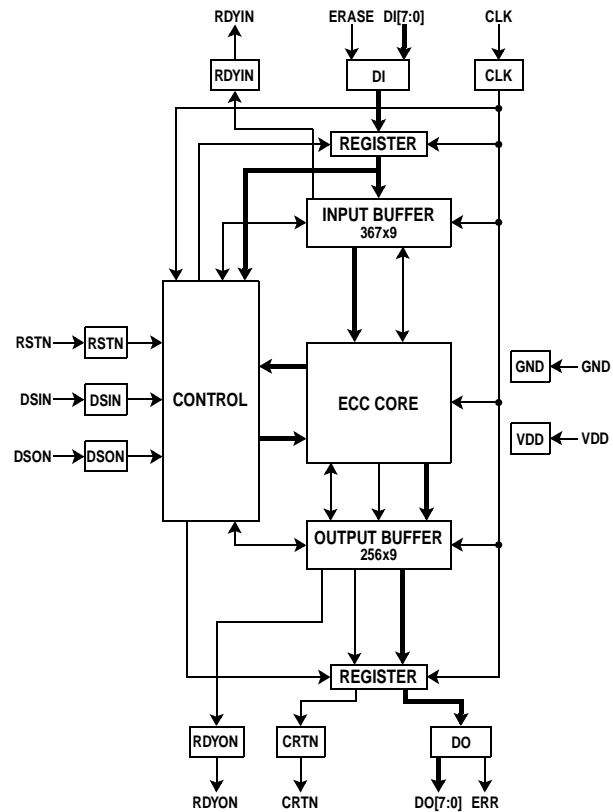 RDYIN
ERASE DI[7:0]
CLK
RDYIN
DI
CLK
REGISTER
INPUT BUFFER
367x9
RSTN
RSTN
DSIN
DSIN
DSON
DSON
CONTROL
ECC CORE
GND
GND
VDD
VDD
OUTPUT BUFFER
256x9
REGISTER
RDYON
CRTN
DO
RDYON
CRTN
DO[7:0] ERR